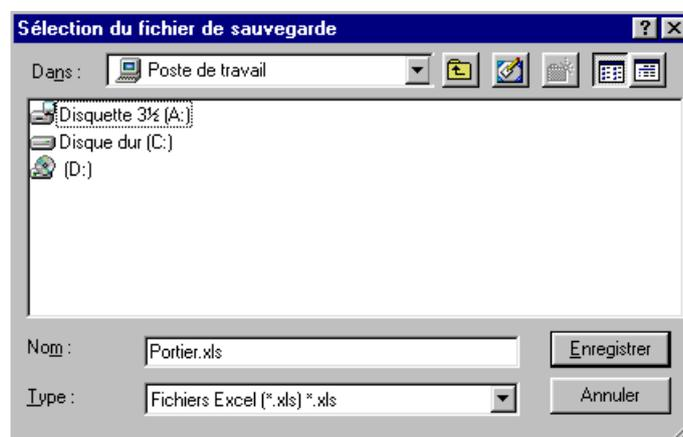 Sélection du fichier de sauvegarde
Dans : Poste de travail
Disquette 3½ (A:)
Disque dur (C:)
(D:)
Nom : Portier.xls Enregistrer
Type : Fichiers Excel (*.xls) *.xls Annuler